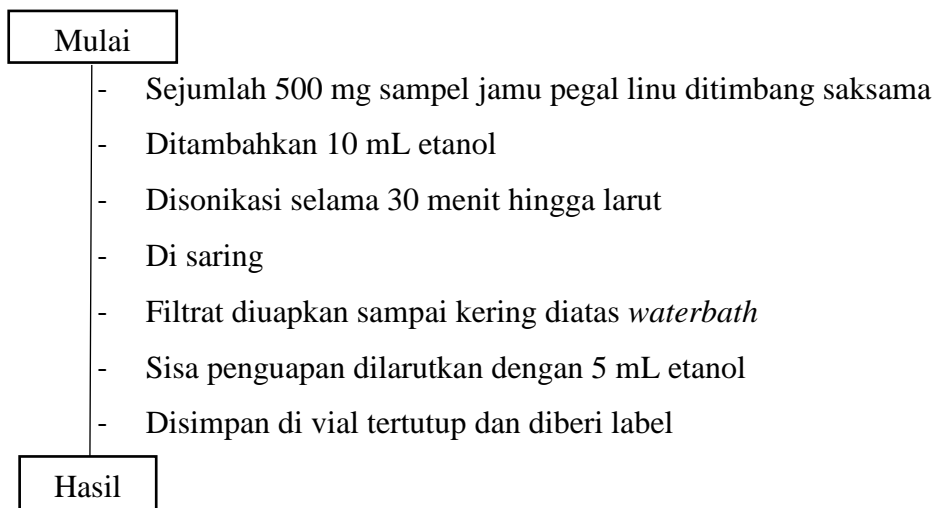 Mulai
- Sejumlah 500 mg sampel jamu pegal linu ditimbang saksama
- Ditambahkan 10 mL etanol
- Disonikasi selama 30 menit hingga larut
- Di saring
- Filtrat diuapkan sampai kering diatas waterbath
- Sisa penguapan dilarutkan dengan 5 mL etanol
- Disimpan di vial tertutup dan diberi label
Hasil